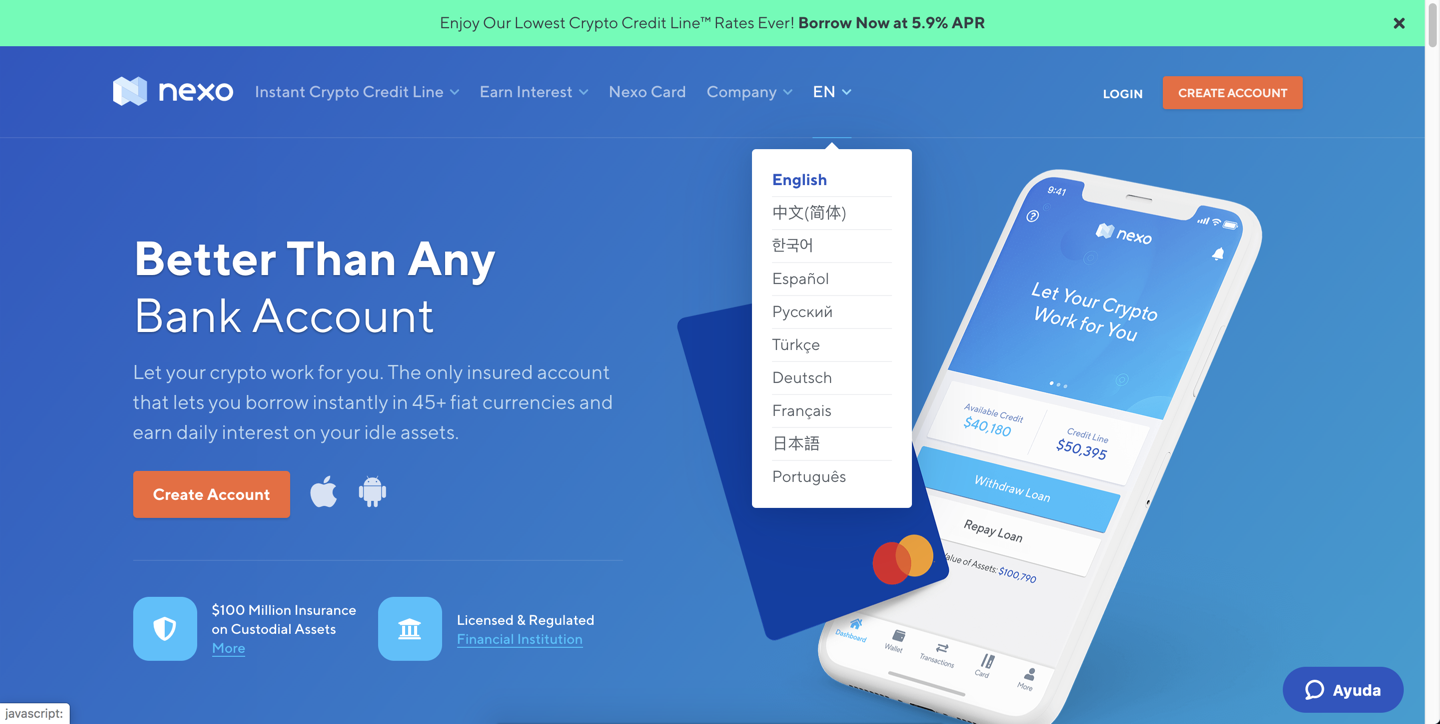 Enjoy Our Lowest Crypto Credit Line™ Rates Ever! Borrow Now at 5.9% APR
nexo
Instant Crypto Credit Line
Earn Interest
Nexo Card
Company
EN
LOGIN
CREATE ACCOUNT
English
中文(简体)
한국어
Español
Русский
Türkçe
Deutsch
Français
日本語
Português
Better Than Any
Bank Account
Let your crypto work for you. The only insured account
that lets you borrow instantly in 45+ fiat currencies and
earn daily interest on your idle assets.
Create Account
$100 Million Insurance
on Custodial Assets
More
Licensed & Regulated
Financial Institution
9:41
nexo
Let Your Crypto
Work for You
Available Credit
$40,180
Credit Line
$50,395
Withdraw Loan
Repay Loan
Value of Assets: $100,790
Dashboard
Wallet
Transactions
Card
More
Ayuda
javascript: